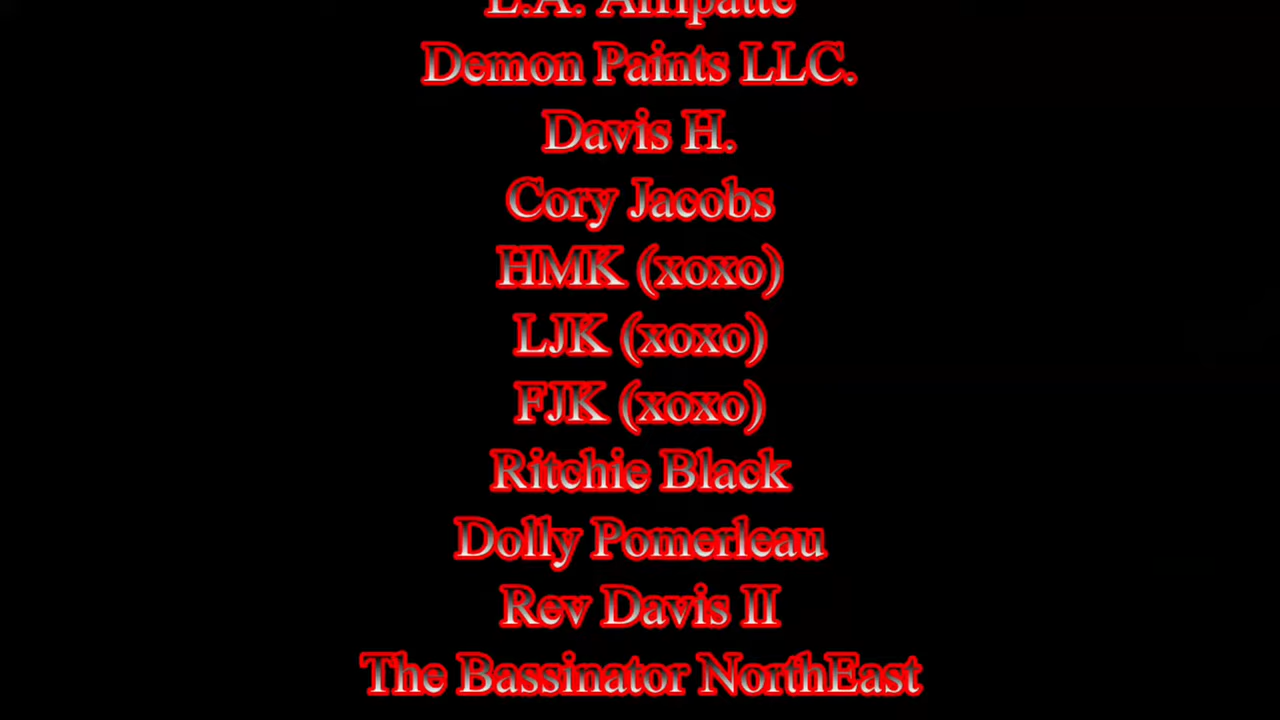 L.A.
Demon Paints LLC.
Davis H.
Cory Jacobs
HMK (xoxo)
LJK (xoxo)
FJK (xoxo)
Ritchie Black
Dolly Pomerleau
Rev Davis II
The Bassinator NorthEast